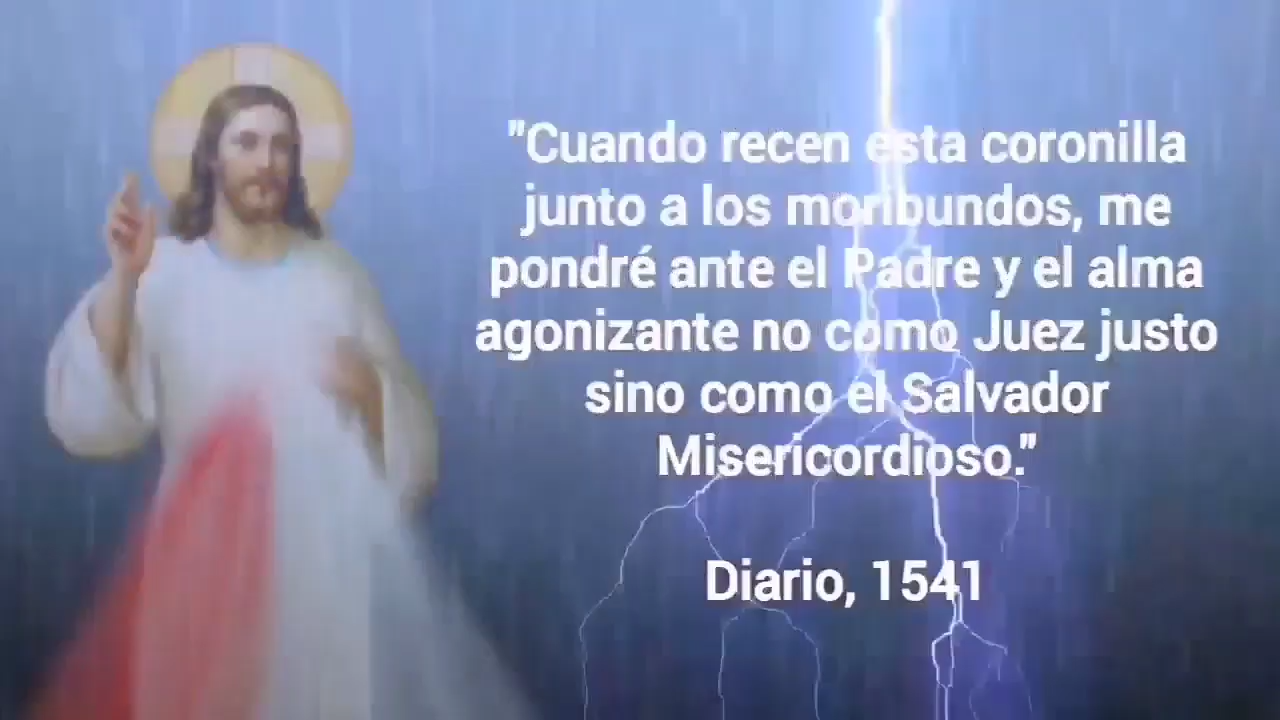 "Cuando recen esta coronilla
junto a los moribundos, me
pondré ante el Padre y el alma
agonizante no como Juez justo
sino como el Salvador
Misericordioso."
Diario, 1541